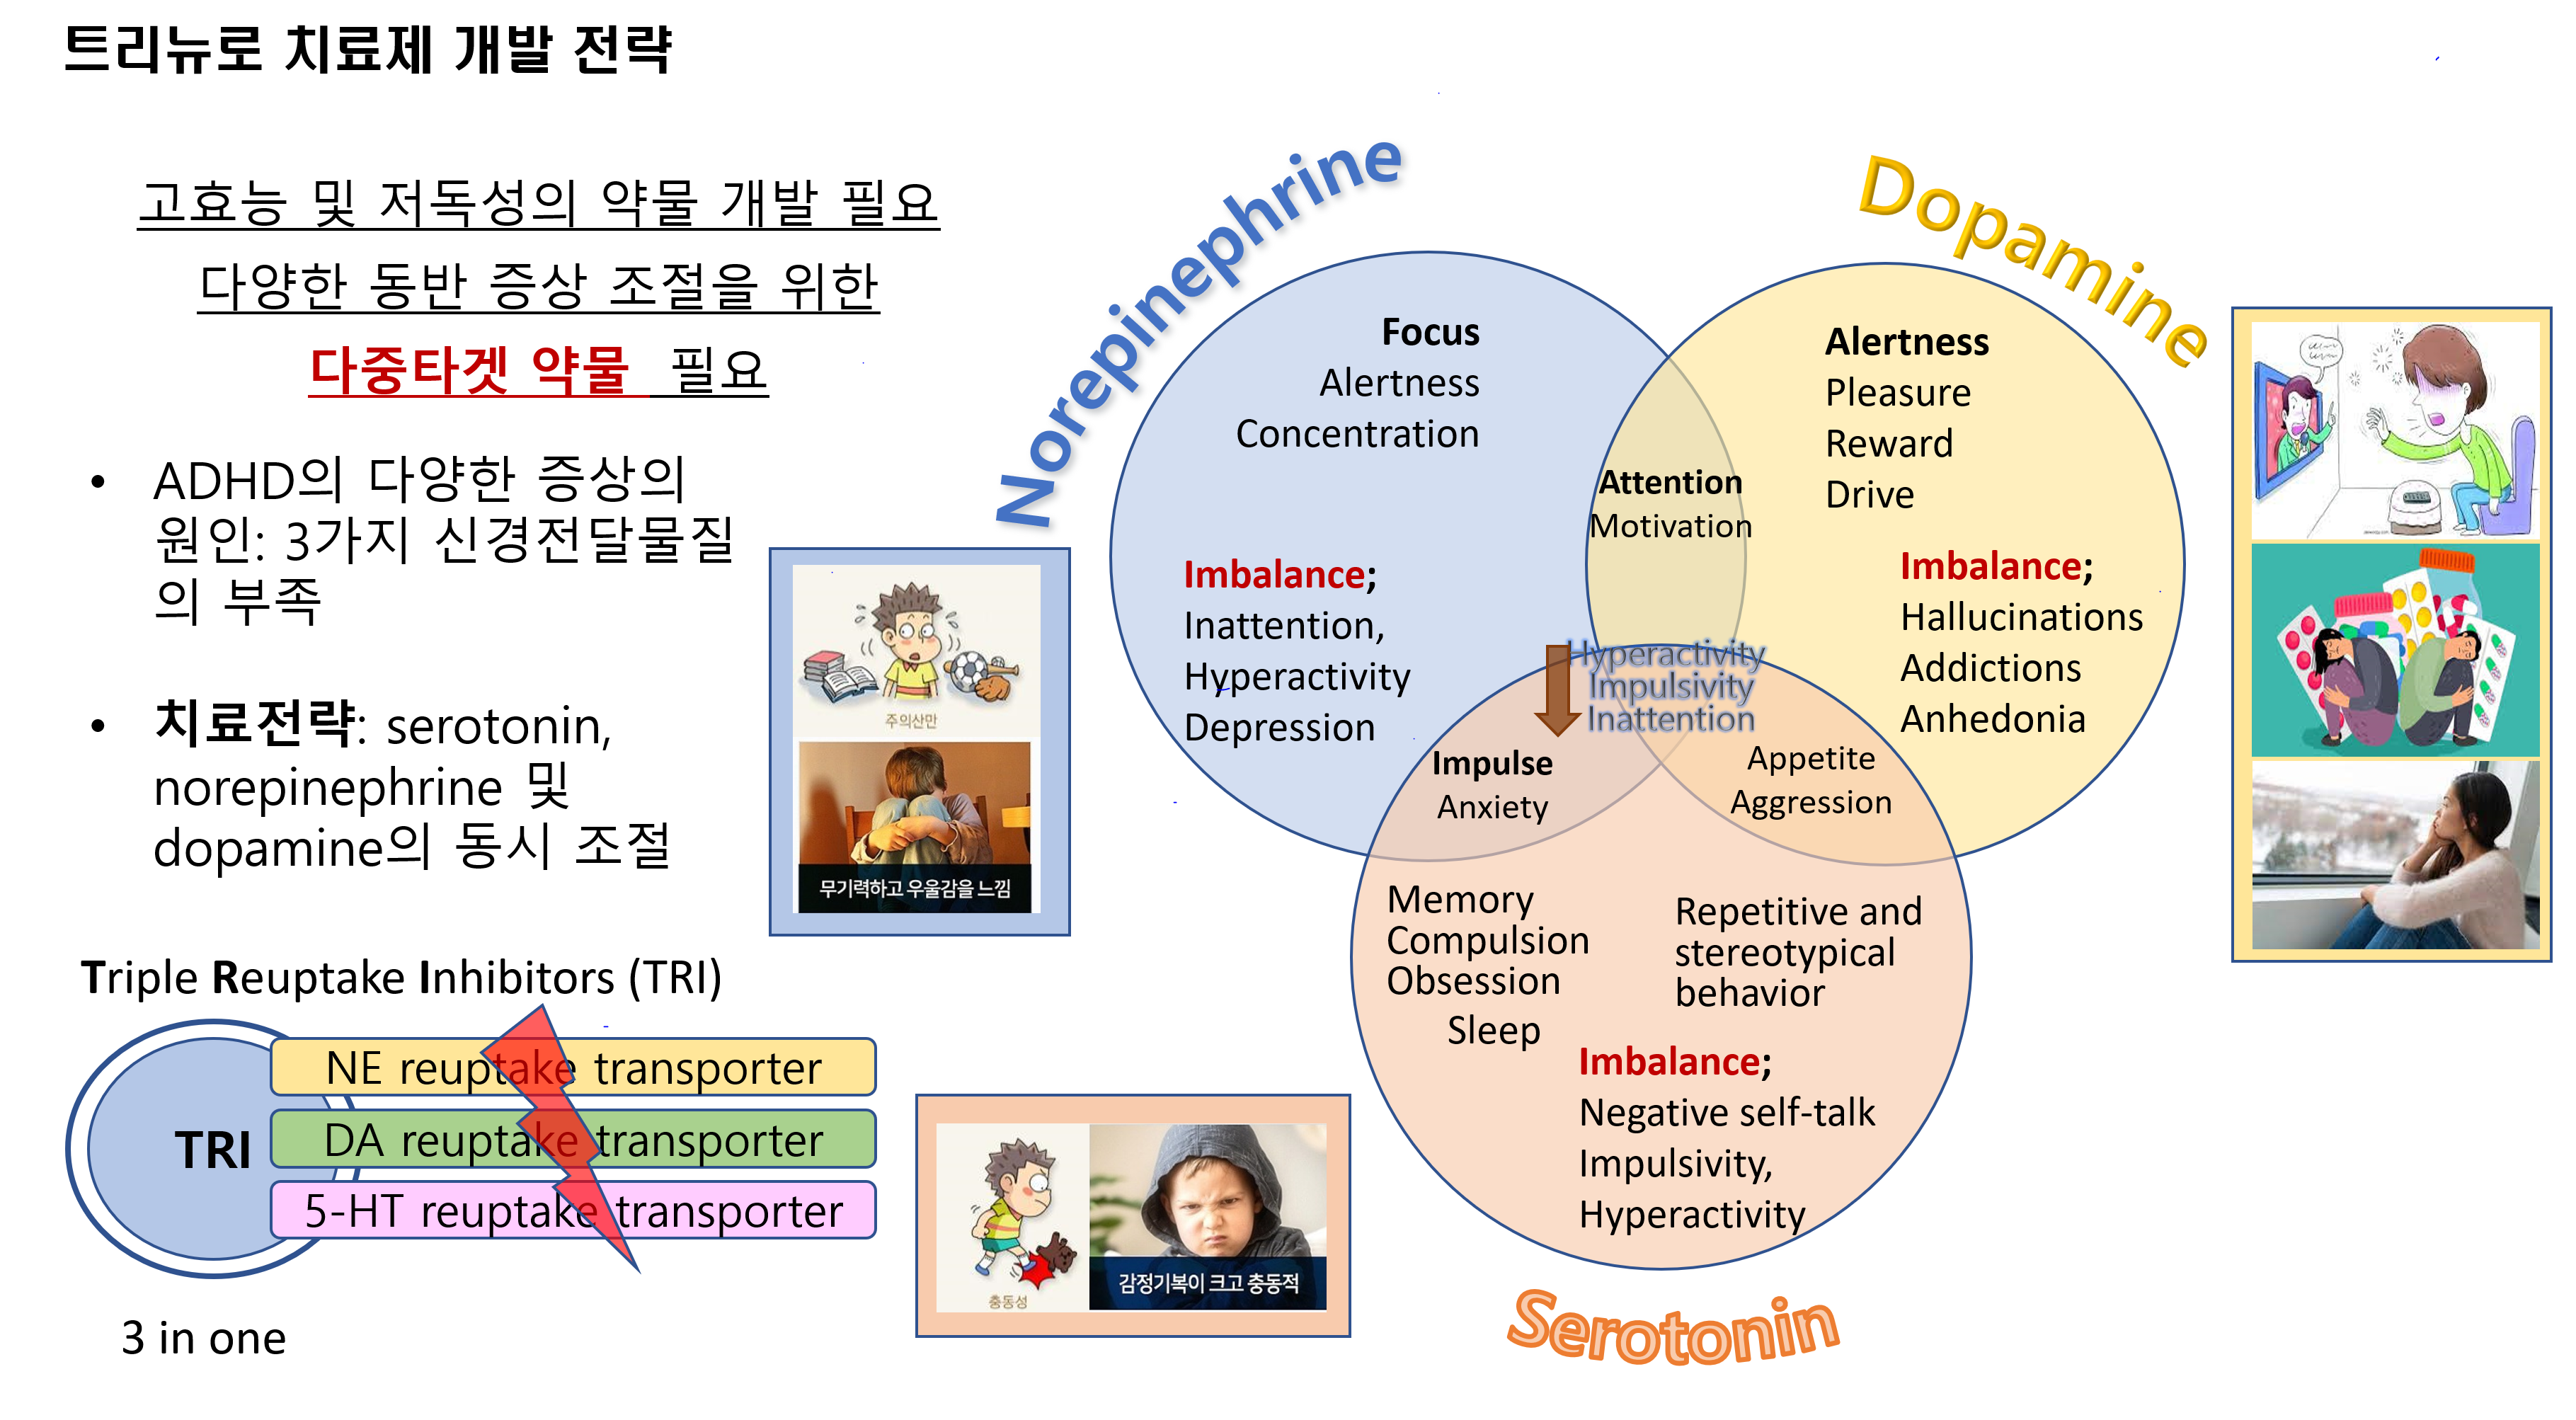 트리뉴로 치료제 개발 전략
고효능 및 저독성의 약물 개발 필요
다양한 동반 증상 조절을 위한
다중타겟 약물 필요
• ADHD의 다양한 증상의
원인: 3가지 신경전달물질
의 부족
• 치료전략: serotonin,
norepinephrine 및
dopamine의 동시 조절
Triple Reuptake Inhibitors (TRI)
TRI
NE reuptake transporter
DA reuptake transporter
5-HT reuptake transporter
3 in one
주의산만
무기력하고 우울감을 느낌
충동성
감정기복이 크고 충동적
Norepinephrine
Focus
Alertness
Concentration
Imbalance;
Inattention,
Hyperactivity
Depression
Attention
Motivation
Dopamine
Alertness
Pleasure
Reward
Drive
Imbalance;
Hallucinations
Addictions
Anhedonia
Hyperactivity
Impulsivity
Inattention
Impulse
Anxiety
Appetite
Aggression
Memory
Compulsion
Obsession
Sleep
Repetitive and
stereotypical
behavior
Imbalance;
Negative self-talk
Impulsivity,
Hyperactivity
Serotonin